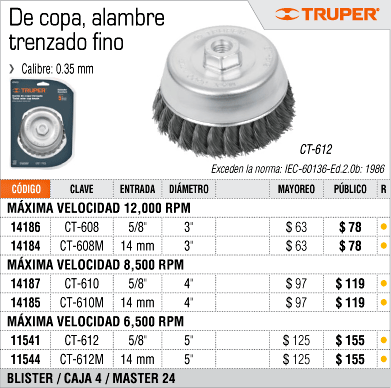 De copa, alambre
trenzado fino
TRUPER®
› Calibre: 0.35 mm
TRUPER
CT-612
Exceden la norma: IEC-60136-Ed.2.0b: 1986
CÓDIGO CLAVE ENTRADA DIÁMETRO MAYOREO PÚBLICO R
MÁXIMA VELOCIDAD 12,000 RPM
14186 CT-608 5/8" 3" $ 63 $ 78
14184 CT-608M 14 mm 3" $ 63 $ 78
MÁXIMA VELOCIDAD 8,500 RPM
14187 CT-610 5/8" 4" $ 97 $ 119
14185 CT-610M 14 mm 4" $ 97 $ 119
MÁXIMA VELOCIDAD 6,500 RPM
11541 CT-612 5/8" 5" $ 125 $ 155
11544 CT-612M 14 mm 5" $ 125 $ 155
BLISTER / CAJA 4 / MASTER 24